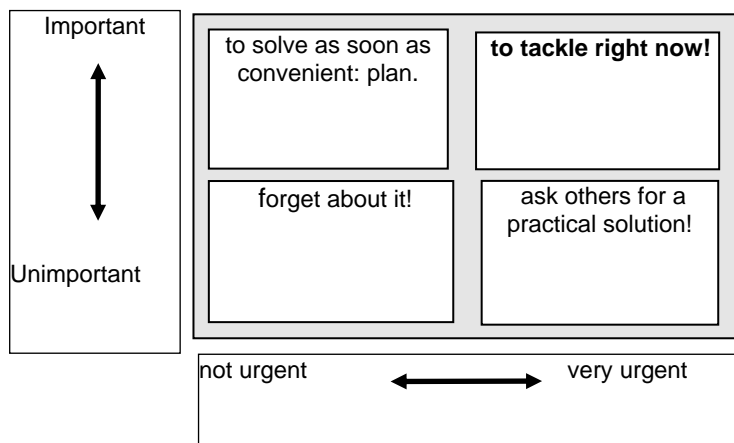 Important
to solve as soon as
convenient: plan.
to tackle right now!
forget about it!
ask others for a
practical solution!
Unimportant
not urgent
very urgent